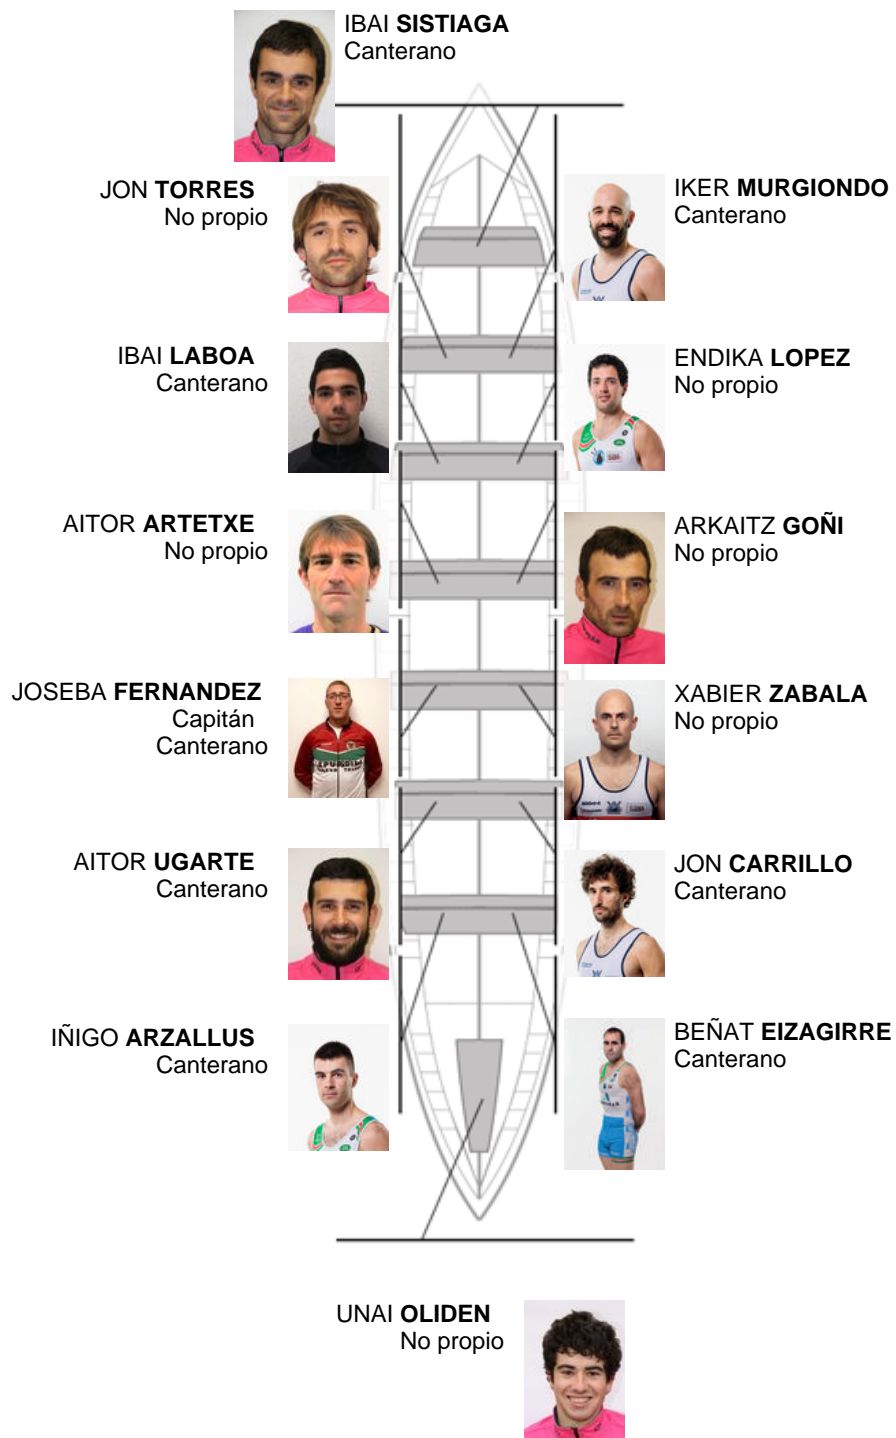 IBAI SISTIAGA
Canterano
JON TORRES
No propio
IKER MURGIONDO
Canterano
IBAI LABOA
Canterano
ENDIKA LOPEZ
No propio
AITOR ARTETXE
No propio
ARKAITZ GOÑI
No propio
JOSEBA FERNANDEZ
Capitán
Canterano
XABIER ZABALA
No propio
AITOR UGARTE
Canterano
JON CARRILLO
Canterano
IÑIGO ARZALLUS
Canterano
BEÑAT EIZAGIRRE
Canterano
UNAI OLIDEN
No propio